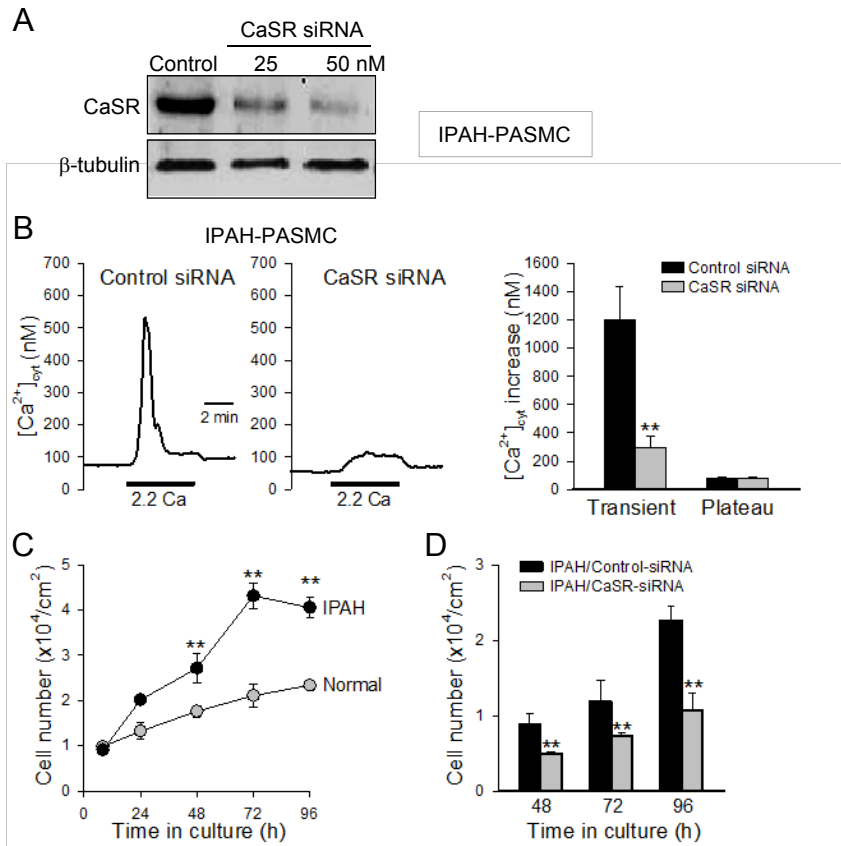 A
CaSR siRNA
Control 25 50 nM
CaSR
β-tubulin
IPAH-PASMC
B
IPAH-PASMC
[Ca²⁺]cyt (nM)
700
600
500
400
300
200
100
0
Control siRNA
2 min
2.2 Ca
700
600
500
400
300
200
100
0
CaSR siRNA
2.2 Ca
[Ca²⁺]cyt increase (nM)
1600
1400
1200
1000
800
600
400
200
0
Control siRNA
CaSR siRNA
**
Transient Plateau
C
Cell number (x10⁴/cm²)
5
4
3
2
1
0
** ** **
IPAH
Normal
0 24 48 72 96
Time in culture (h)
D
Cell number (x10⁴/cm²)
3
2
1
0
IPAH/Control-siRNA
IPAH/CaSR-siRNA
** ** **
48 72 96
Time in culture (h)